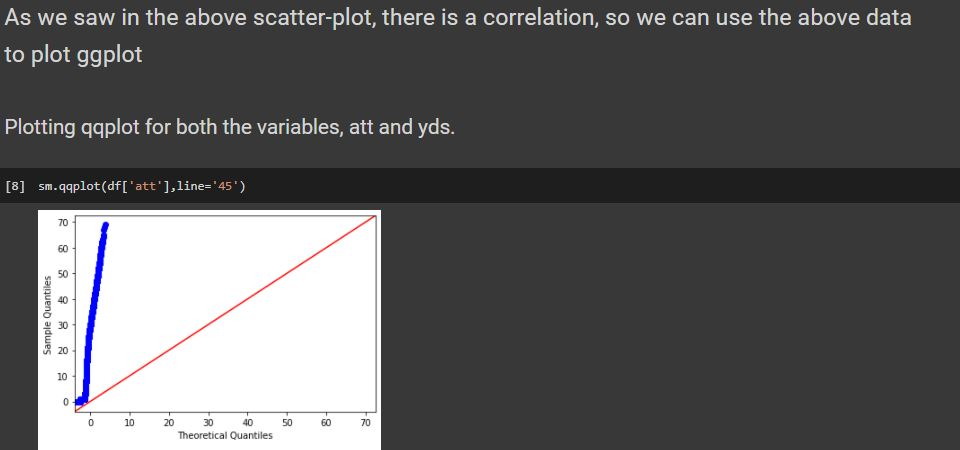 As we saw in the above scatter-plot, there is a correlation, so we can use the above data
to plot ggplot
Plotting qqplot for both the variables, att and yds.
[8] sm.qqplot(df['att'],line='45')
70
60
50
40
30
20
10
0
Sample Quantiles
0 10 20 30 40 50 60 70
Theoretical Quantiles